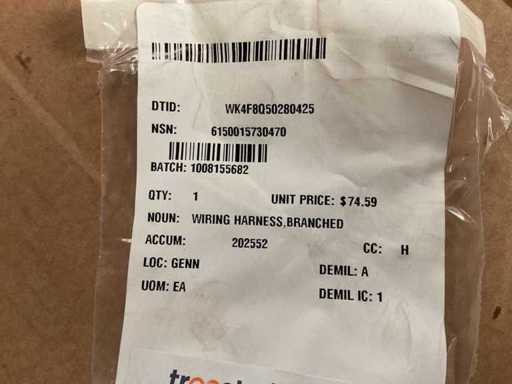 DTID: WK4F8Q50280425
NSN: 6150015730470
BATCH: 1008155682
QTY: 1 UNIT PRICE: $74.59
NOUN: WIRING HARNESS,BRANCHED
ACCUM: 202552 CC: H
LOC: GENN DEMIL: A
UOM: EA DEMIL IC: 1